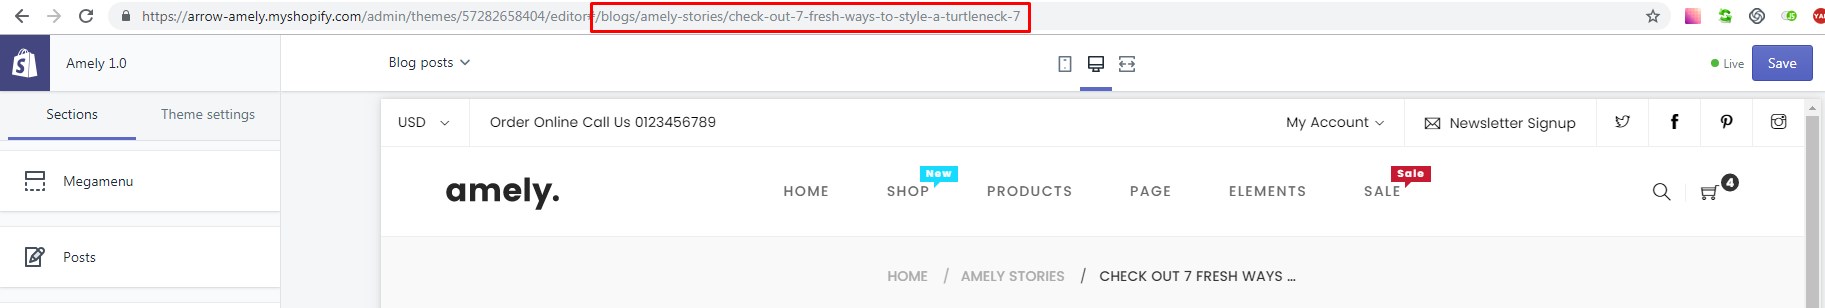 https://arrow-amely.myshopify.com/admin/themes/57282658404/editor#/blogs/amely-stories/check-out-7-fresh-ways-to-style-a-turtleneck-7
Amely 1.0
Blog posts
Live
Save
Sections
Theme settings
USD
Order Online Call Us 0123456789
My Account
Newsletter Signup
Megamenu
amely.
HOME
SHOP
New
PRODUCTS
PAGE
ELEMENTS
SALE
Sale
4
Posts
HOME / AMELY STORIES / CHECK OUT 7 FRESH WAYS ...